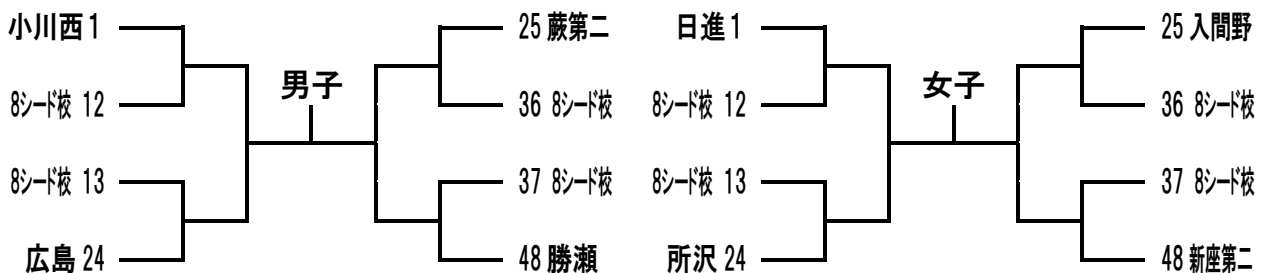 小川西 1
8シード校 12
8シード校 13
広島 24
男子
25 蕨第二
36 8シード校
37 8シード校
48 勝瀬
日進 1
8シード校 12
8シード校 13
所沢 24
女子
25 入間野
36 8シード校
37 8シード校
48 新座第二